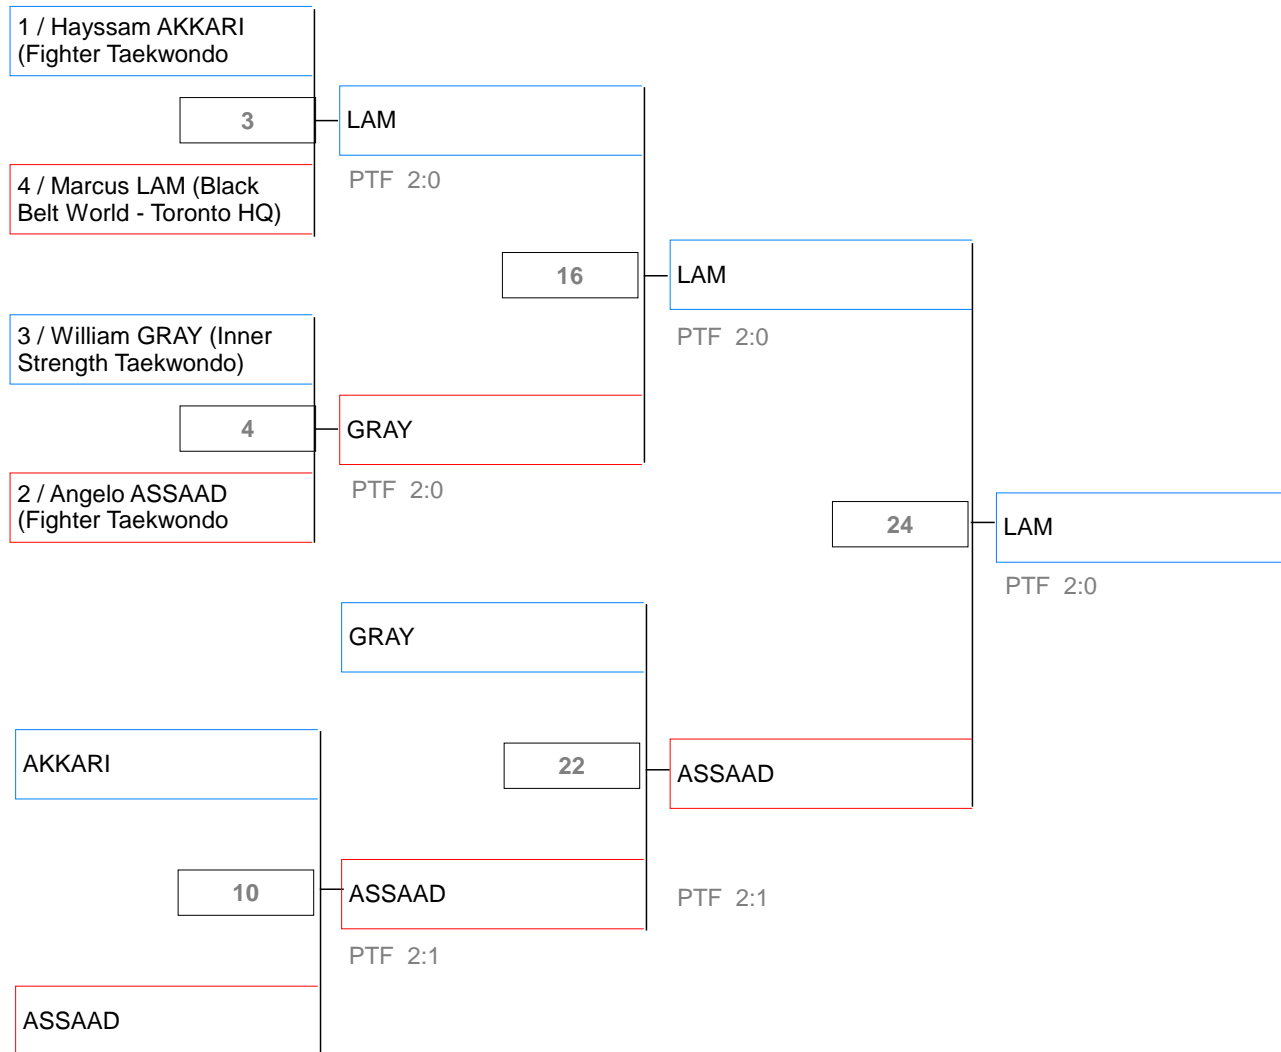 1 / Hayssam AKKARI
(Fighter Taekwondo
3
LAM
PTF 2:0
4 / Marcus LAM (Black
Belt World - Toronto HQ)
16
LAM
PTF 2:0
3 / William GRAY (Inner
Strength Taekwondo)
4
GRAY
PTF 2:0
2 / Angelo ASSAAD
(Fighter Taekwondo
24
LAM
PTF 2:0
GRAY
AKKARI
22
ASSAAD
10
ASSAAD
PTF 2:1
PTF 2:1
ASSAAD